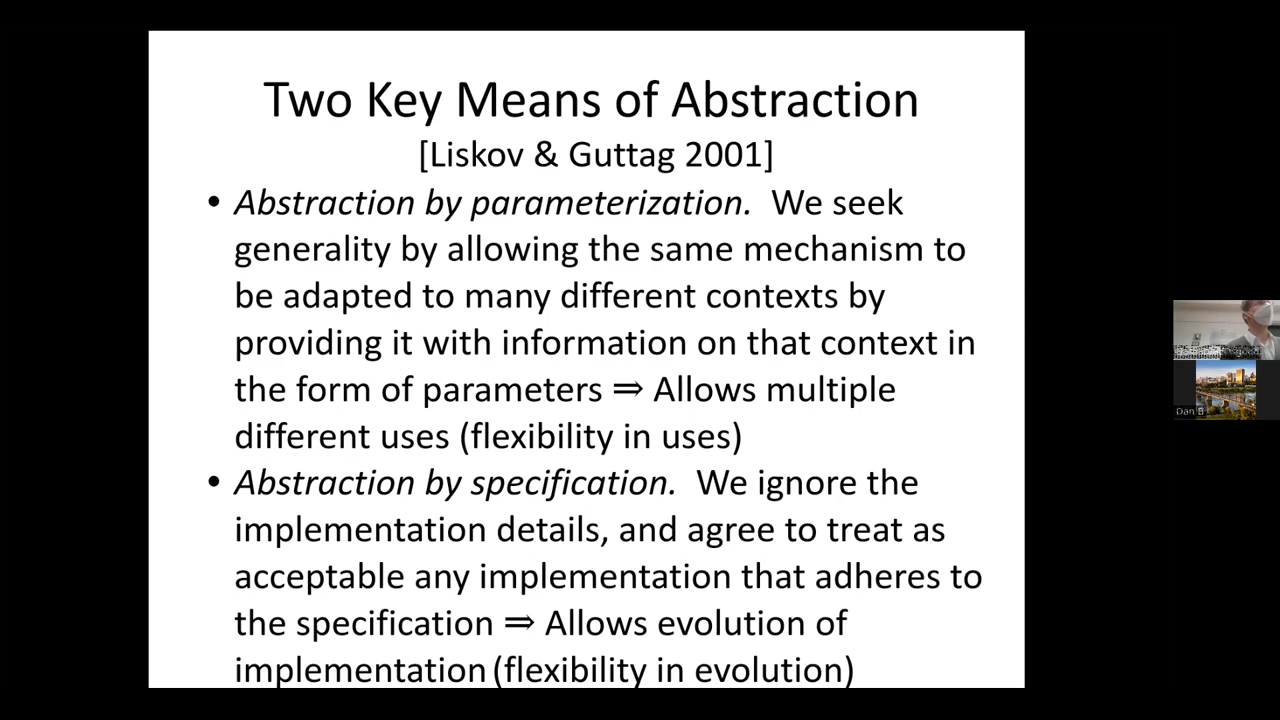 Two Key Means of Abstraction
[Liskov & Guttag 2001]
• Abstraction by parameterization. We seek
generality by allowing the same mechanism to
be adapted to many different contexts by
providing it with information on that context in
the form of parameters ⇒ Allows multiple
different uses (flexibility in uses)
• Abstraction by specification. We ignore the
implementation details, and agree to treat as
acceptable any implementation that adheres to
the specification ⇒ Allows evolution of
implementation (flexibility in evolution)
Dan